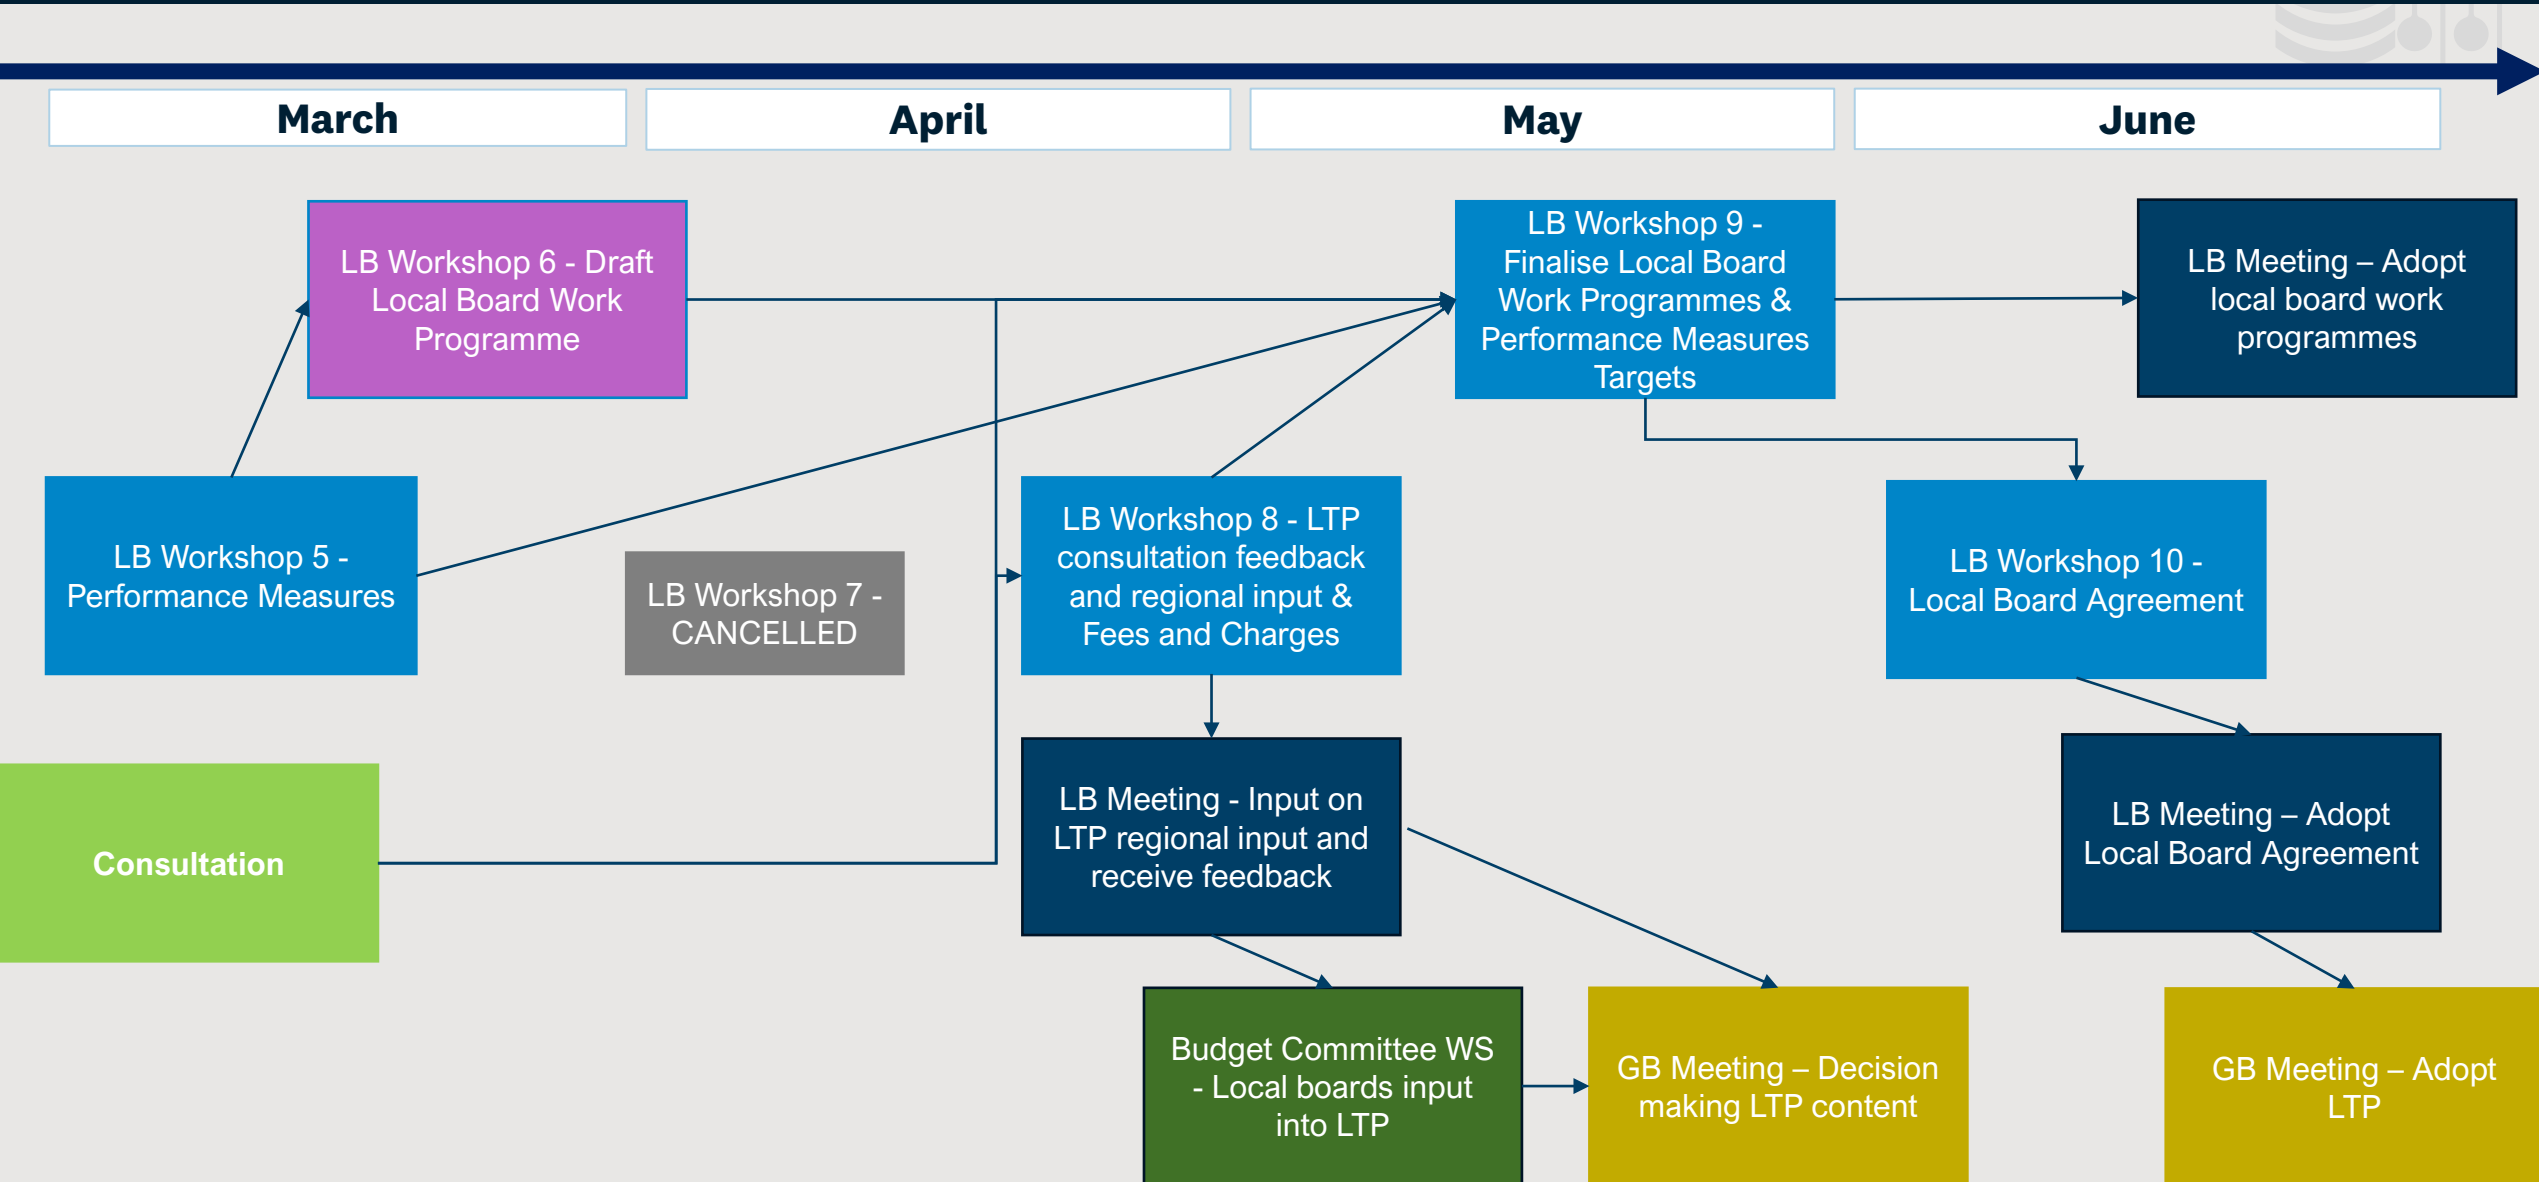 March
April
May
June
LB Workshop 6 - Draft
Local Board Work
Programme
LB Workshop 9 -
Finalise Local Board
Work Programmes &
Performance Measures
Targets
LB Meeting – Adopt
local board work
programmes
LB Workshop 5 -
Performance Measures
LB Workshop 7 -
CANCELLED
LB Workshop 8 - LTP
consultation feedback
and regional input &
Fees and Charges
LB Workshop 10 -
Local Board Agreement
Consultation
LB Meeting - Input on
LTP regional input and
receive feedback
LB Meeting – Adopt
Local Board Agreement
Budget Committee WS
- Local boards input
into LTP
GB Meeting – Decision
making LTP content
GB Meeting – Adopt
LTP